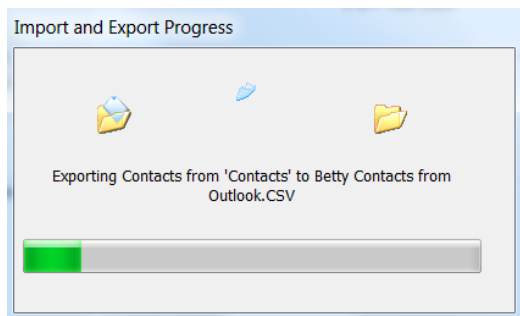 Import and Export Progress
Exporting Contacts from 'Contacts' to Betty Contacts from
Outlook.CSV